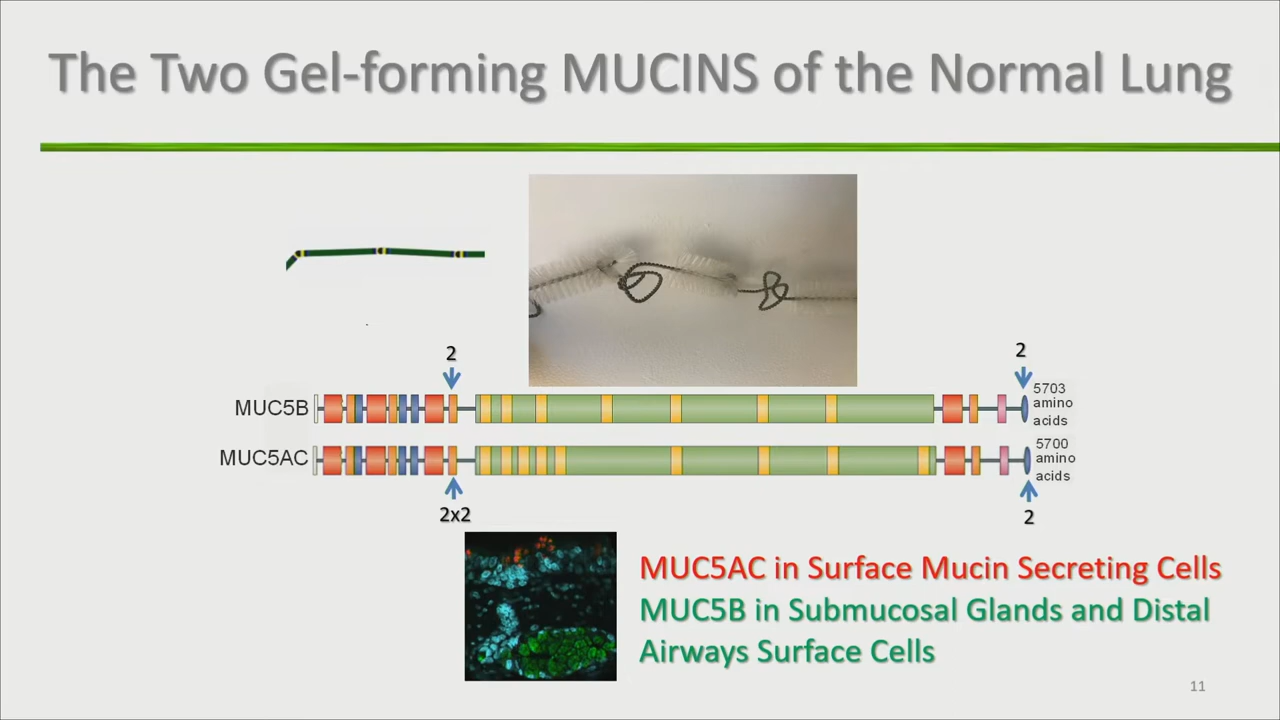 The Two Gel-forming MUCINS of the Normal Lung
2
2
MUC5B
5703
amino
acids
MUC5AC
5700
amino
acids
2x2
2
MUC5AC in Surface Mucin Secreting Cells
MUC5B in Submucosal Glands and Distal
Airways Surface Cells
11